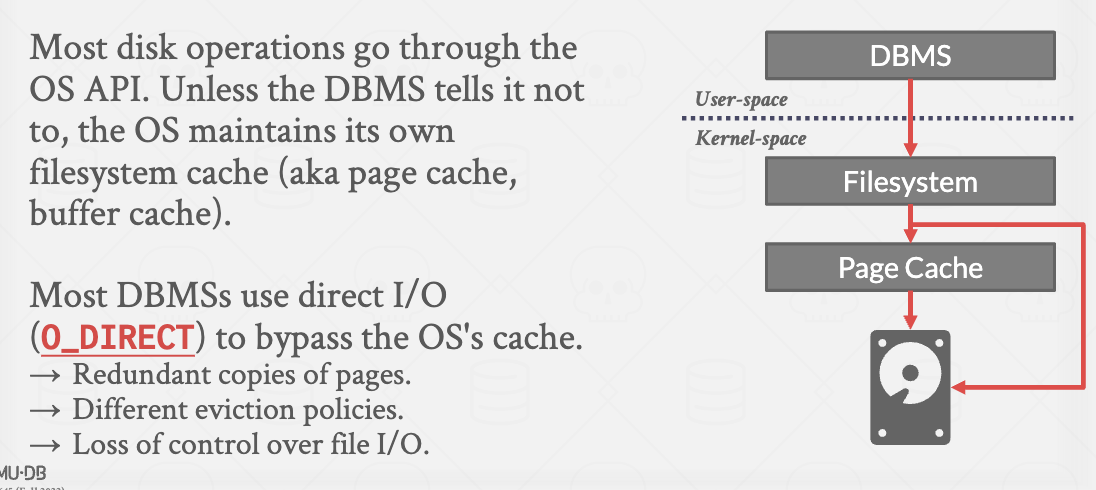 Most disk operations go through the
OS API. Unless the DBMS tells it not
to, the OS maintains its own
filesystem cache (aka page cache,
buffer cache).
Most DBMSs use direct I/O
(O_DIRECT) to bypass the OS's cache.
→ Redundant copies of pages.
→ Different eviction policies.
→ Loss of control over file I/O.
MU·DB
DBMS
User-space
Kernel-space
Filesystem
Page Cache